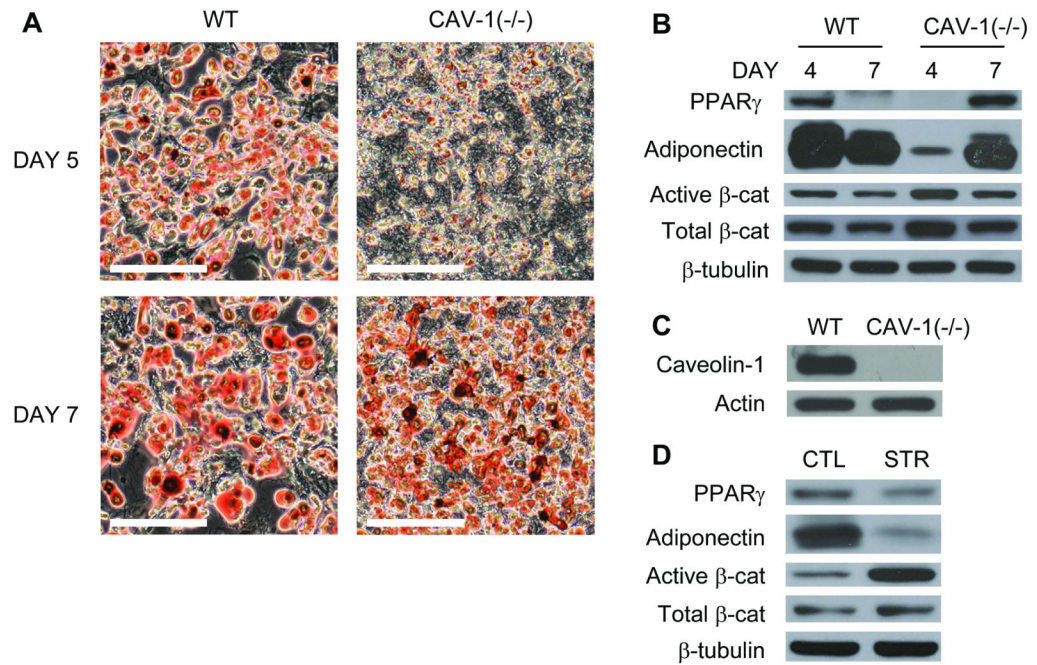 A
WT CAV-1(-/-)
DAY 5
DAY 7
B
WT CAV-1(-/-)
DAY 4 7 4 7
PPARγ
Adiponectin
Active β-cat
Total β-cat
β-tubulin
C
WT CAV-1(-/-)
Caveolin-1
Actin
D
CTL STR
PPARγ
Adiponectin
Active β-cat
Total β-cat
β-tubulin